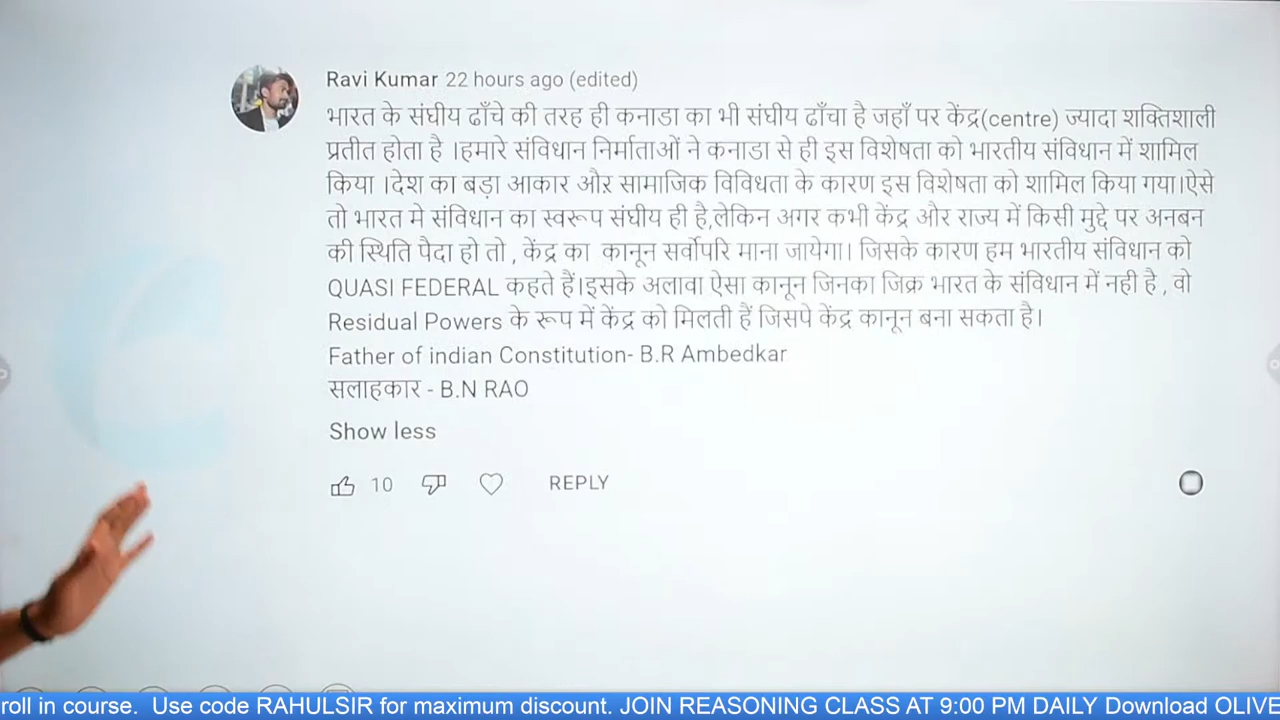 Ravi Kumar 22 hours ago (edited)
भारत के संघीय ढाँचे की तरह ही कनाडा का भी संघीय ढाँचा है जहाँ पर केंद्र(centre) ज्यादा शक्तिशाली
प्रतीत होता है ।हमारे संविधान निर्माताओं ने कनाडा से ही इस विशेषता को भारतीय संविधान में शामिल
किया ।देश का बड़ा आकार और सामाजिक विविधता के कारण इस विशेषता को शामिल किया गया।ऐसे
तो भारत मे संविधान का स्वरूप संघीय ही है,लेकिन अगर कभी केंद्र और राज्य में किसी मुद्दे पर अनबन
की स्थिति पैदा हो तो , केंद्र का कानून सर्वोपरि माना जायेगा। जिसके कारण हम भारतीय संविधान को
QUASI FEDERAL कहते हैं।इसके अलावा ऐसा कानून जिनका जिक्र भारत के संविधान में नही है , वो
Residual Powers के रूप में केंद्र को मिलती हैं जिसपे केंद्र कानून बना सकता है।
Father of indian Constitution- B.R Ambedkar
सलाहकार - B.N RAO
Show less
10 REPLY
roll in course. Use code RAHULSIR for maximum discount. JOIN REASONING CLASS AT 9:00 PM DAILY Download OLIVE